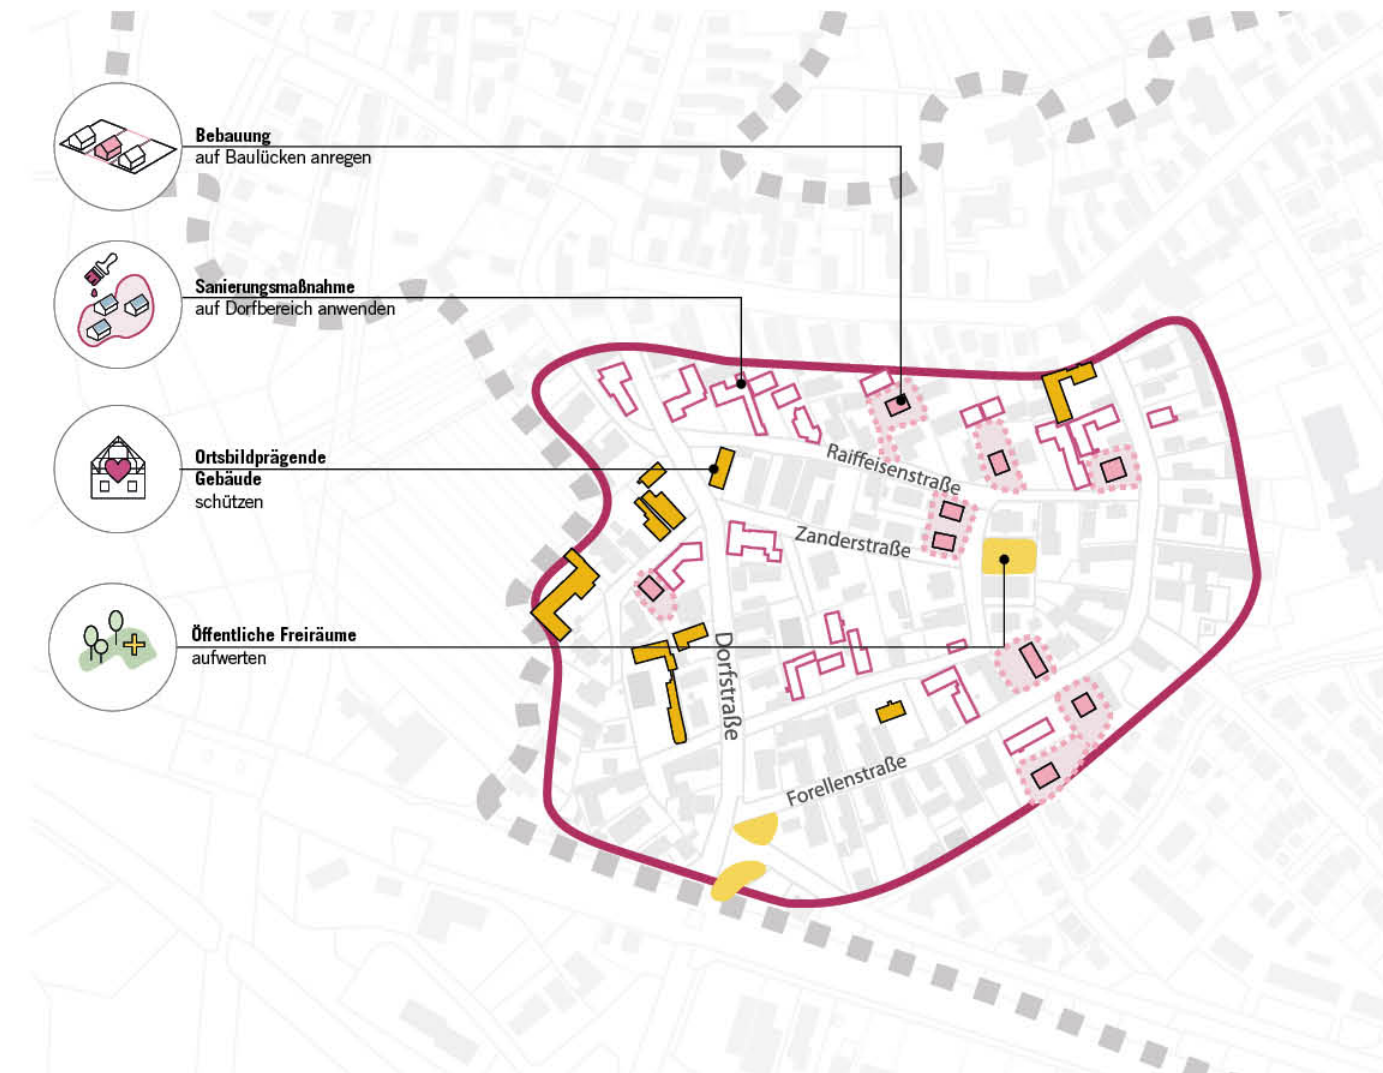 Bebauung
auf Baulücken anregen
Sanierungsmaßnahme
auf Dorfbereich anwenden
Ortsbildprägende
Gebäude
schützen
Öffentliche Freiräume
aufwerten
Raiffeisenstraße
Zanderstraße
Dorfstraße
Forellenstraße